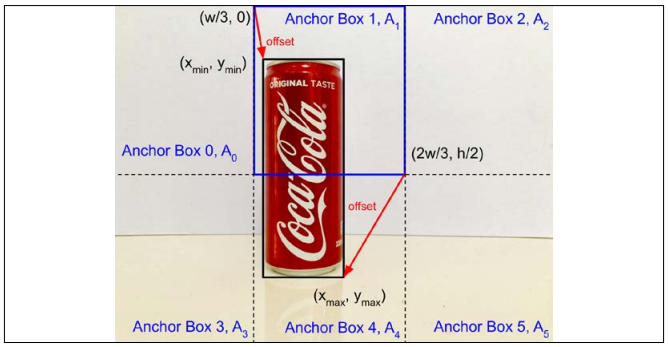 (w/3, 0)
Anchor Box 1, A₁
Anchor Box 2, A₂
offset
(xₘᵢₙ, yₘᵢₙ)
ORIGINAL TASTE
Coca-Cola
Anchor Box 0, A₀
(2w/3, h/2)
offset
(xₘₐₓ, yₘₐₓ)
Anchor Box 3, A₃
Anchor Box 4, A₄
Anchor Box 5, A₅